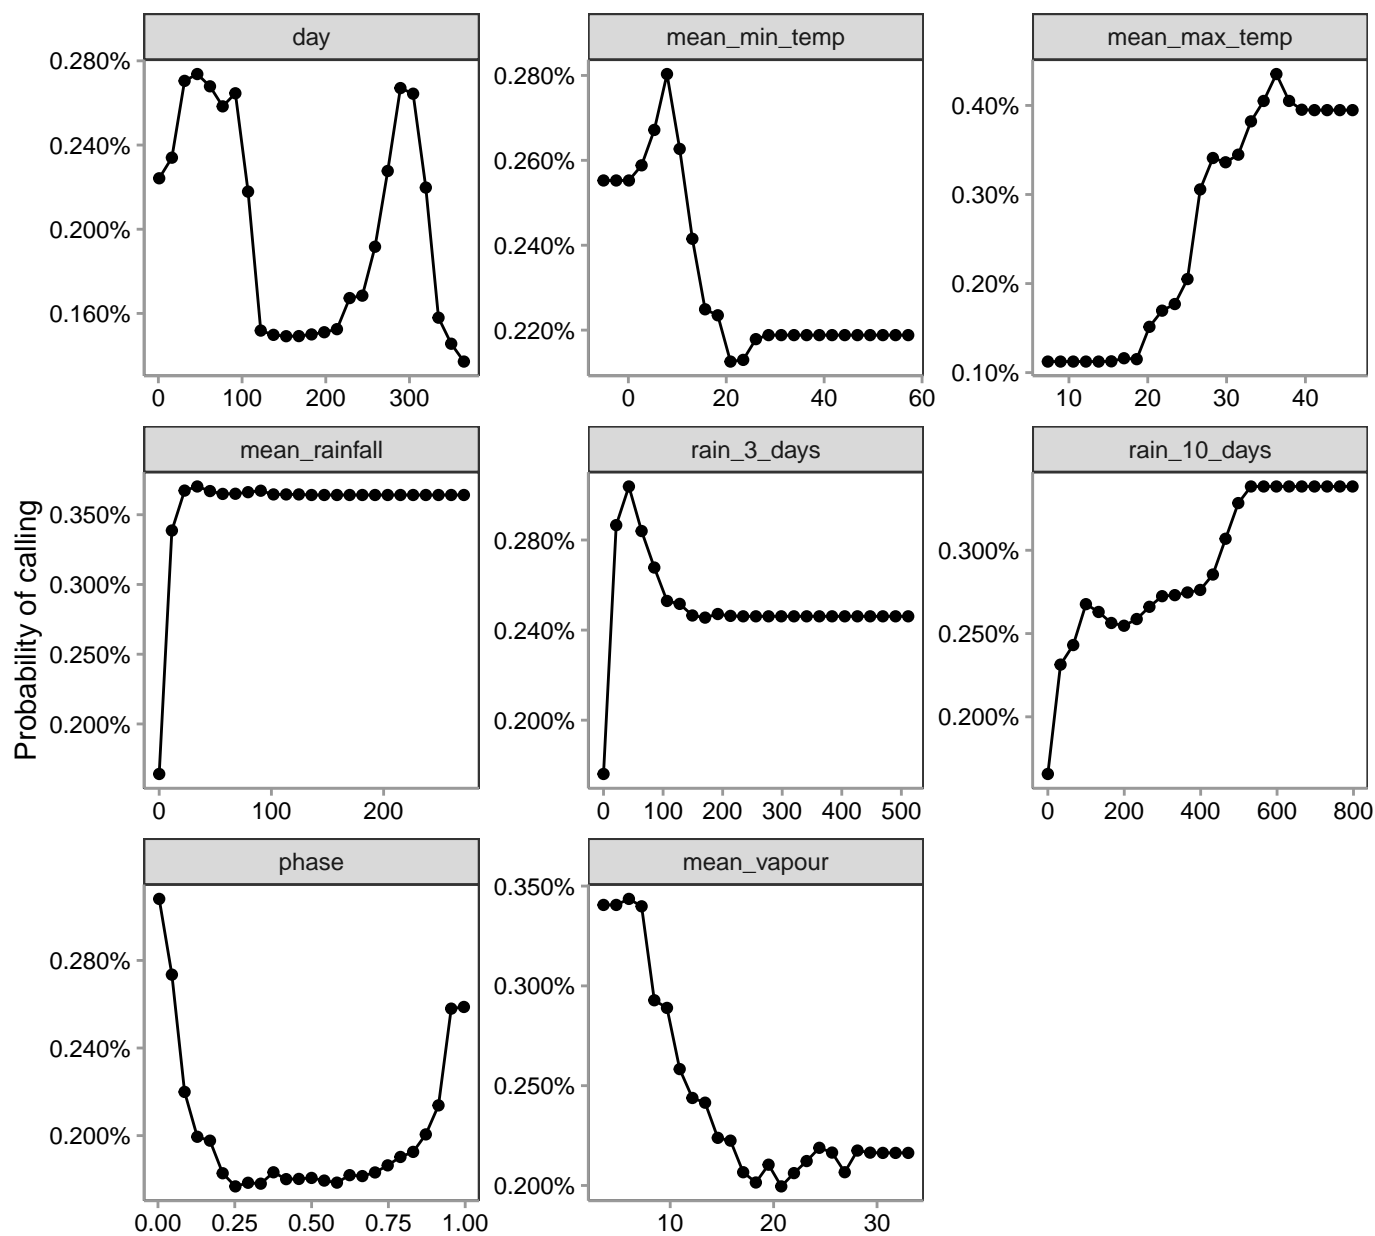 day
mean_min_temp
mean_max_temp
0.280%
0.240%
0.200%
0.160%
0 100 200 300
0.280%
0.260%
0.240%
0.220%
0 20 40 60
0.40%
0.30%
0.20%
0.10%
10 20 30 40
mean_rainfall
rain_3_days
rain_10_days
Probability of calling
0.350%
0.300%
0.250%
0.200%
0 100 200
0.280%
0.240%
0.200%
0 100 200 300 400 500
0.300%
0.250%
0.200%
0 200 400 600 800
phase
mean_vapour
0.280%
0.240%
0.200%
0.00 0.25 0.50 0.75 1.00
0.350%
0.300%
0.250%
0.200%
10 20 30